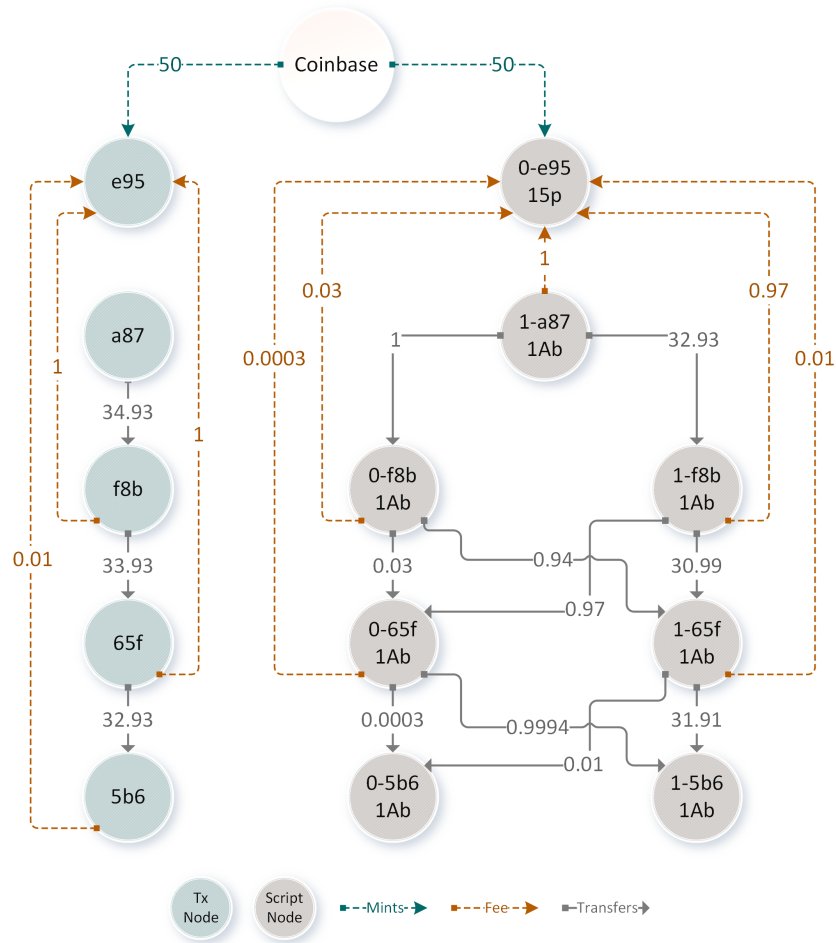 Coinbase
50
50
e95
0-e95
15p
1
0.03
0.97
a87
1-a87
1Ab
1
32.93
0.0003
0.01
1
34.93
1
f8b
0-f8b
1Ab
1-f8b
1Ab
0.01
33.93
0.03
0.94
30.99
0.97
65f
0-65f
1Ab
1-65f
1Ab
32.93
0.0003
0.9994
31.91
0.01
5b6
0-5b6
1Ab
1-5b6
1Ab
Tx
Node
Script
Node
Mints
Fee
Transfers